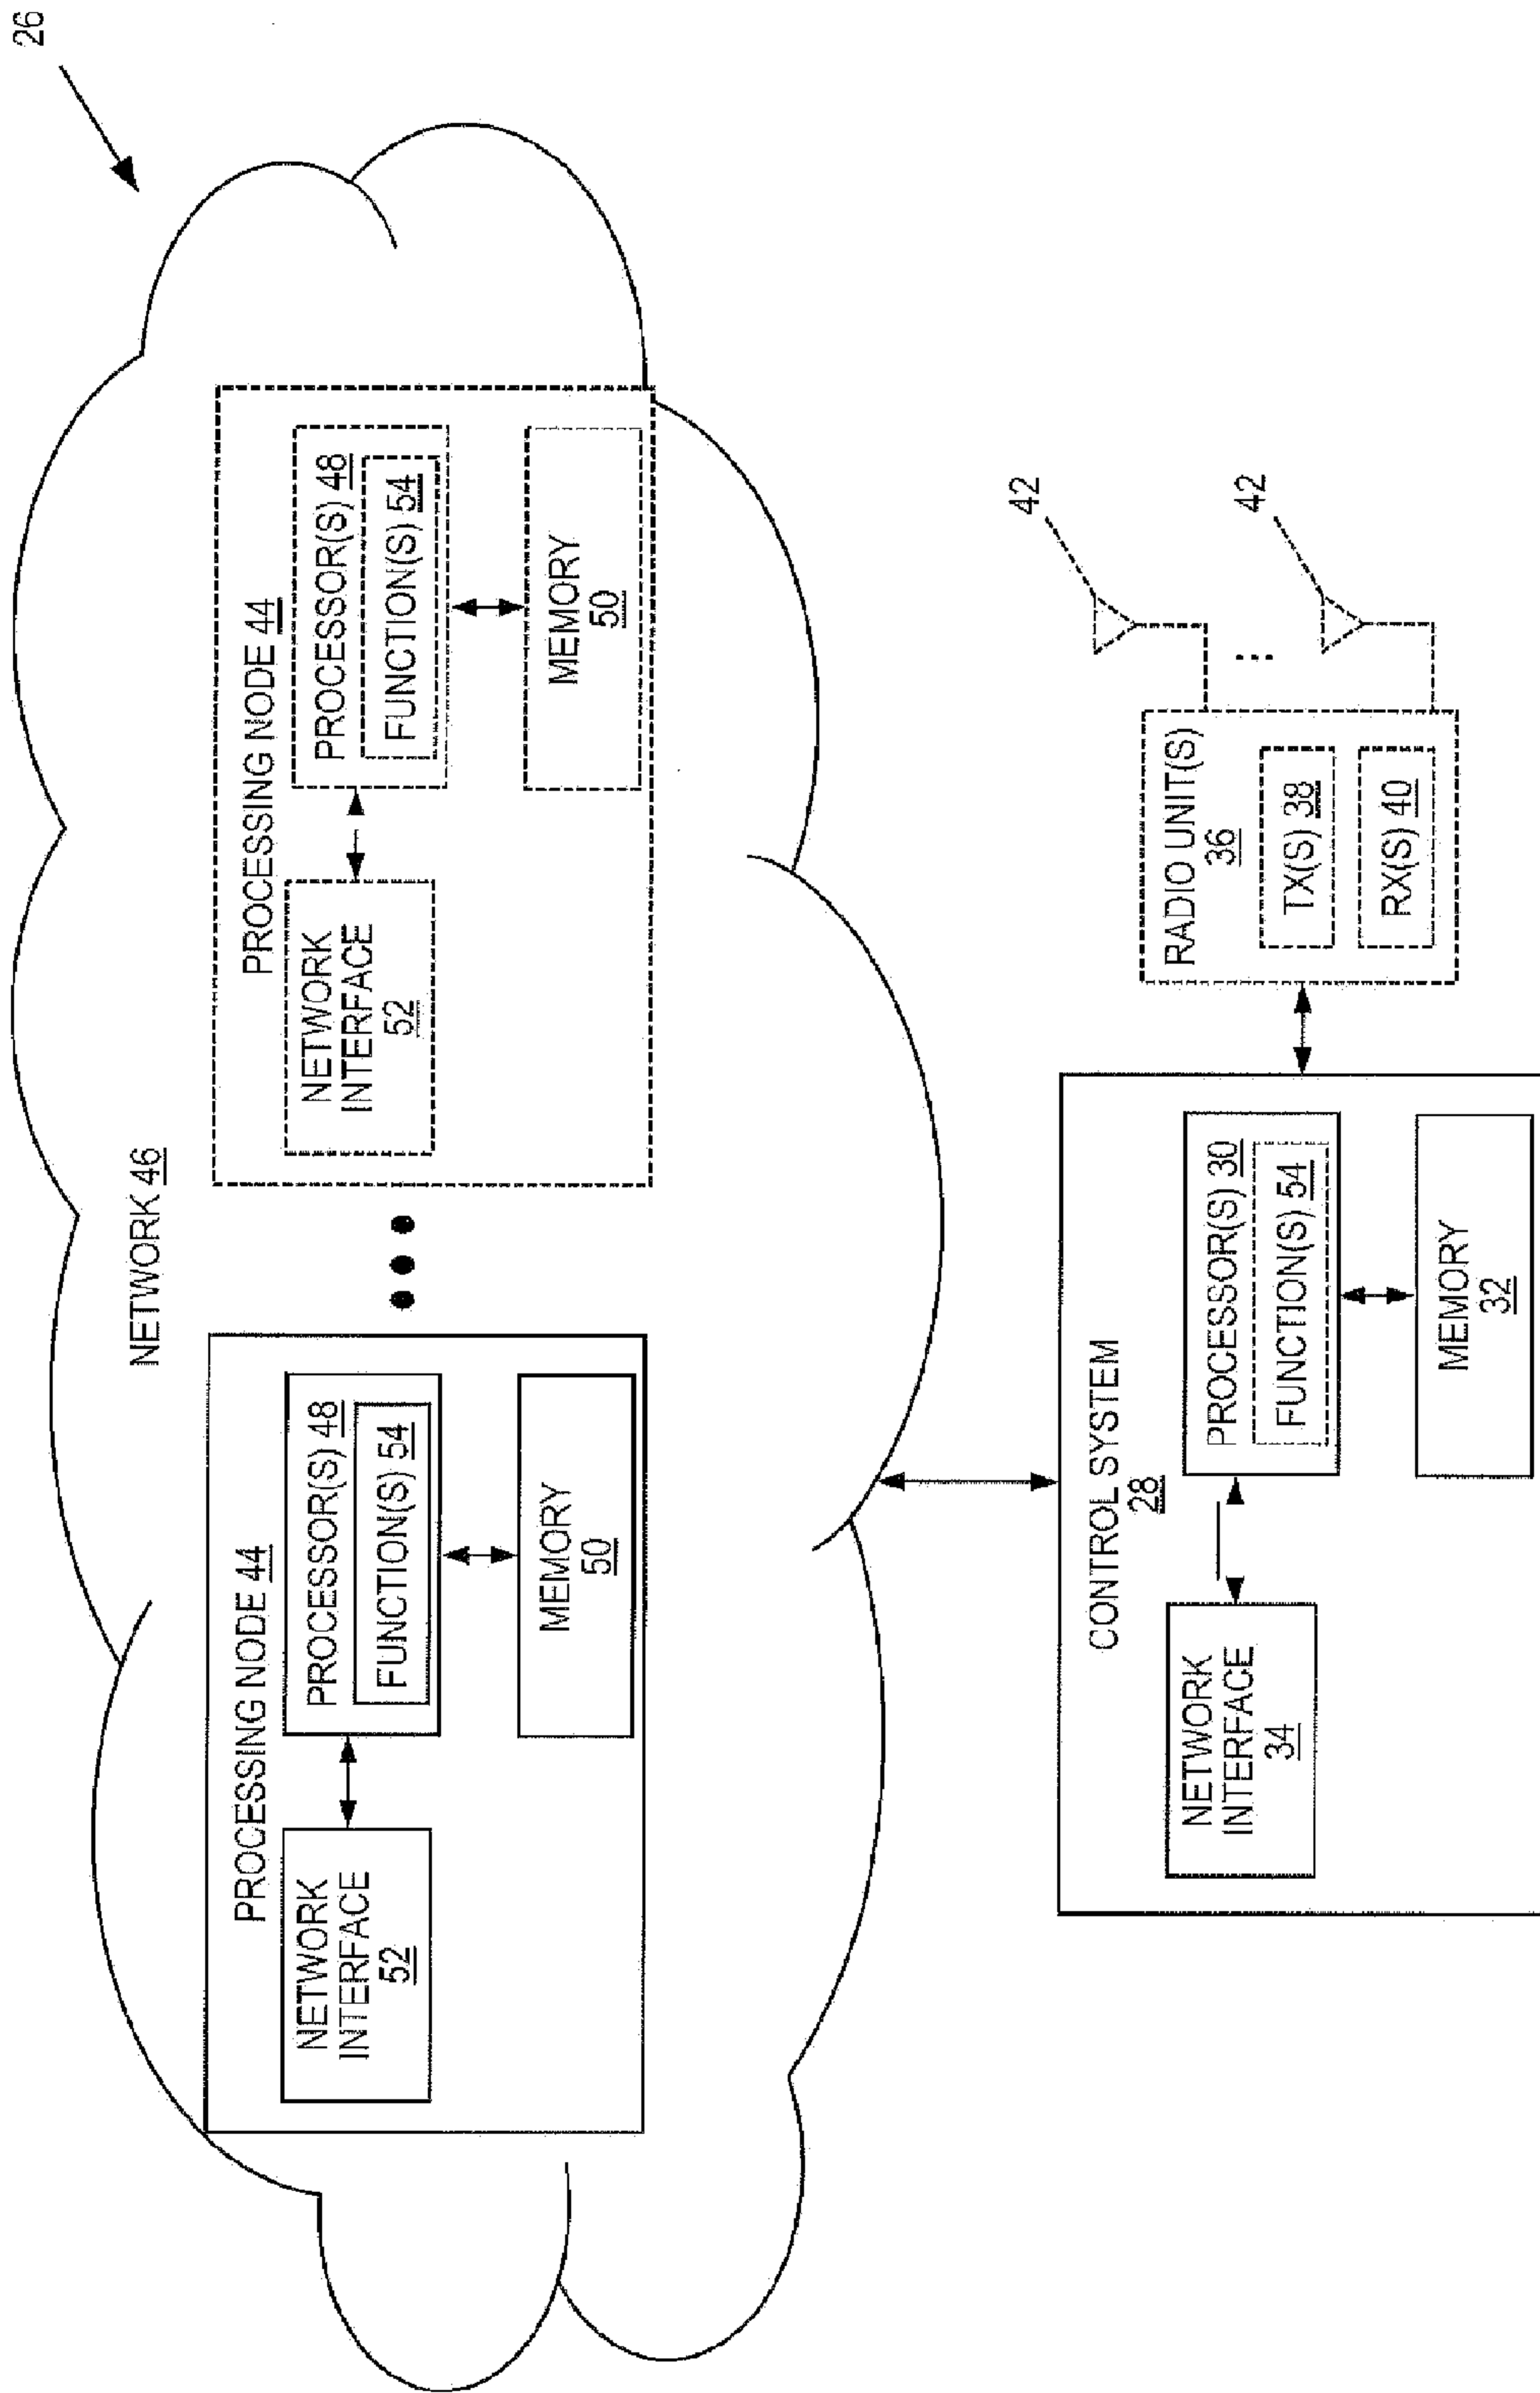 26
NETWORK 46
PROCESSING NODE 44
NETWORK
INTERFACE
52
PROCESSOR(S) 48
FUNCTION(S) 54
MEMORY
50
PROCESSING NODE 44
NETWORK
INTERFACE
52
PROCESSOR(S) 48
FUNCTION(S) 54
MEMORY
50
CONTROL SYSTEM
28
NETWORK
INTERFACE
34
PROCESSOR(S) 30
FUNCTION(S) 54
MEMORY
32
RADIO UNIT(S)
36
TX(S) 38
RX(S) 40
42
42